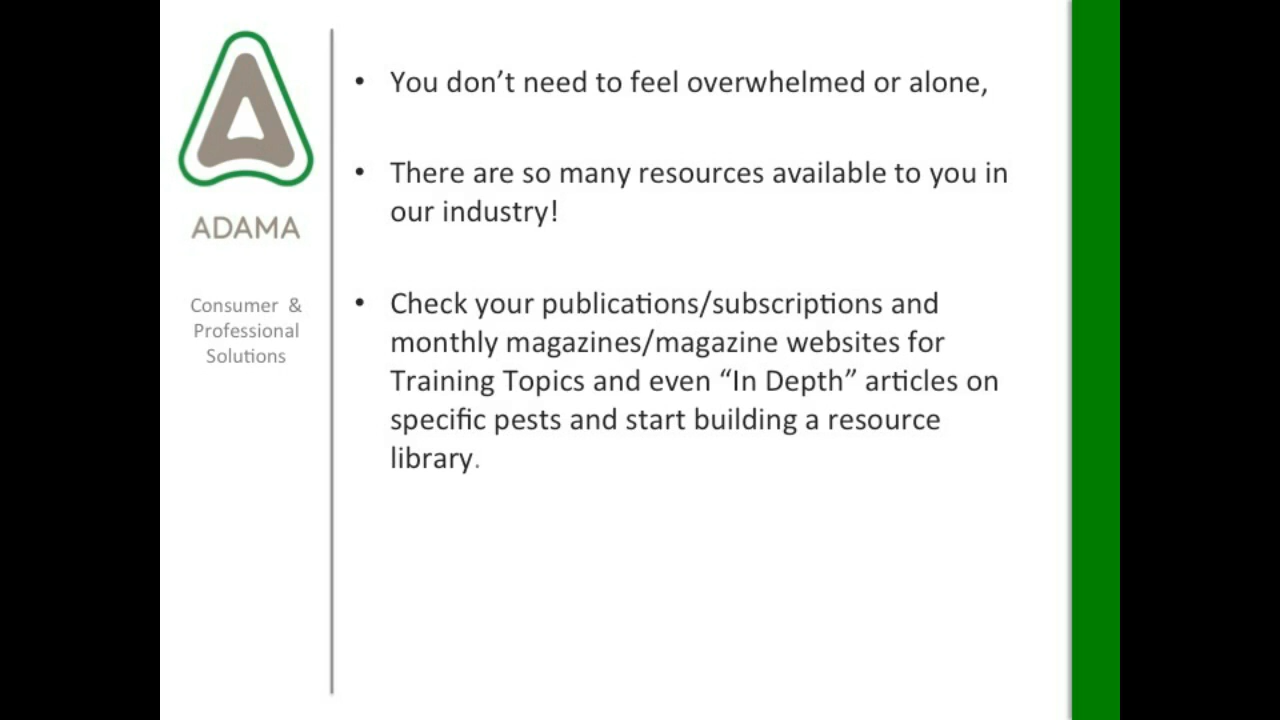 ADAMA
Consumer &
Professional
Solutions
• You don’t need to feel overwhelmed or alone,
• There are so many resources available to you in
our industry!
• Check your publications/subscriptions and
monthly magazines/magazine websites for
Training Topics and even “In Depth” articles on
specific pests and start building a resource
library.